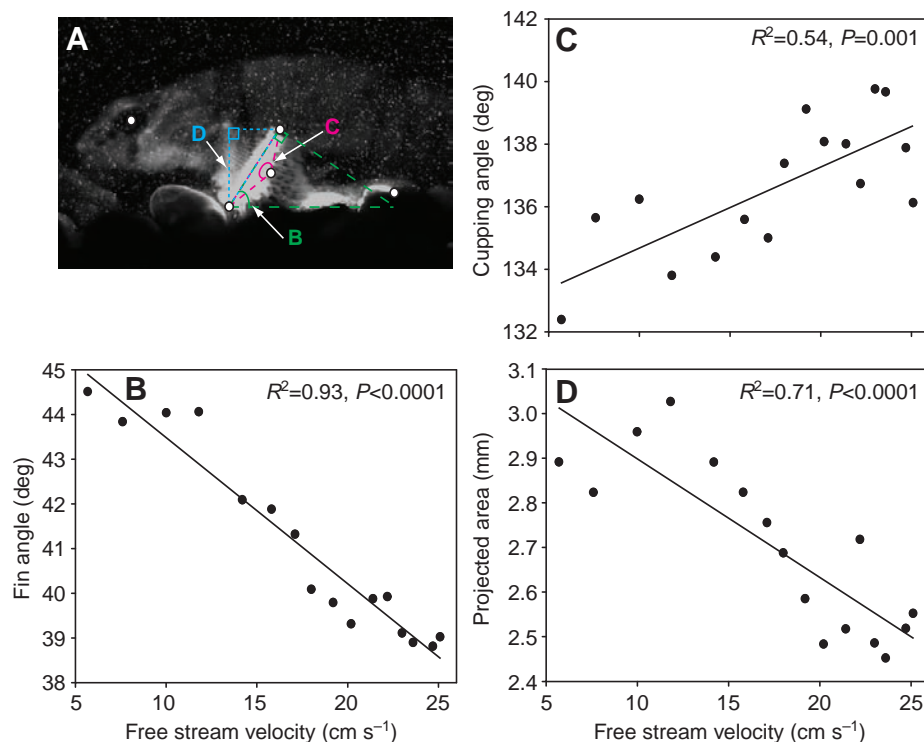 A
D
C
B
C
R²=0.54, P=0.001
Cupping angle (deg)
142
140
138
136
134
132
B
R²=0.93, P<0.0001
Fin angle (deg)
45
44
43
42
41
40
39
38
5 10 15 20 25
Free stream velocity (cm s⁻¹)
D
R²=0.71, P<0.0001
Projected area (mm)
3.1
3.0
2.9
2.8
2.7
2.6
2.5
2.4
5 10 15 20 25
Free stream velocity (cm s⁻¹)